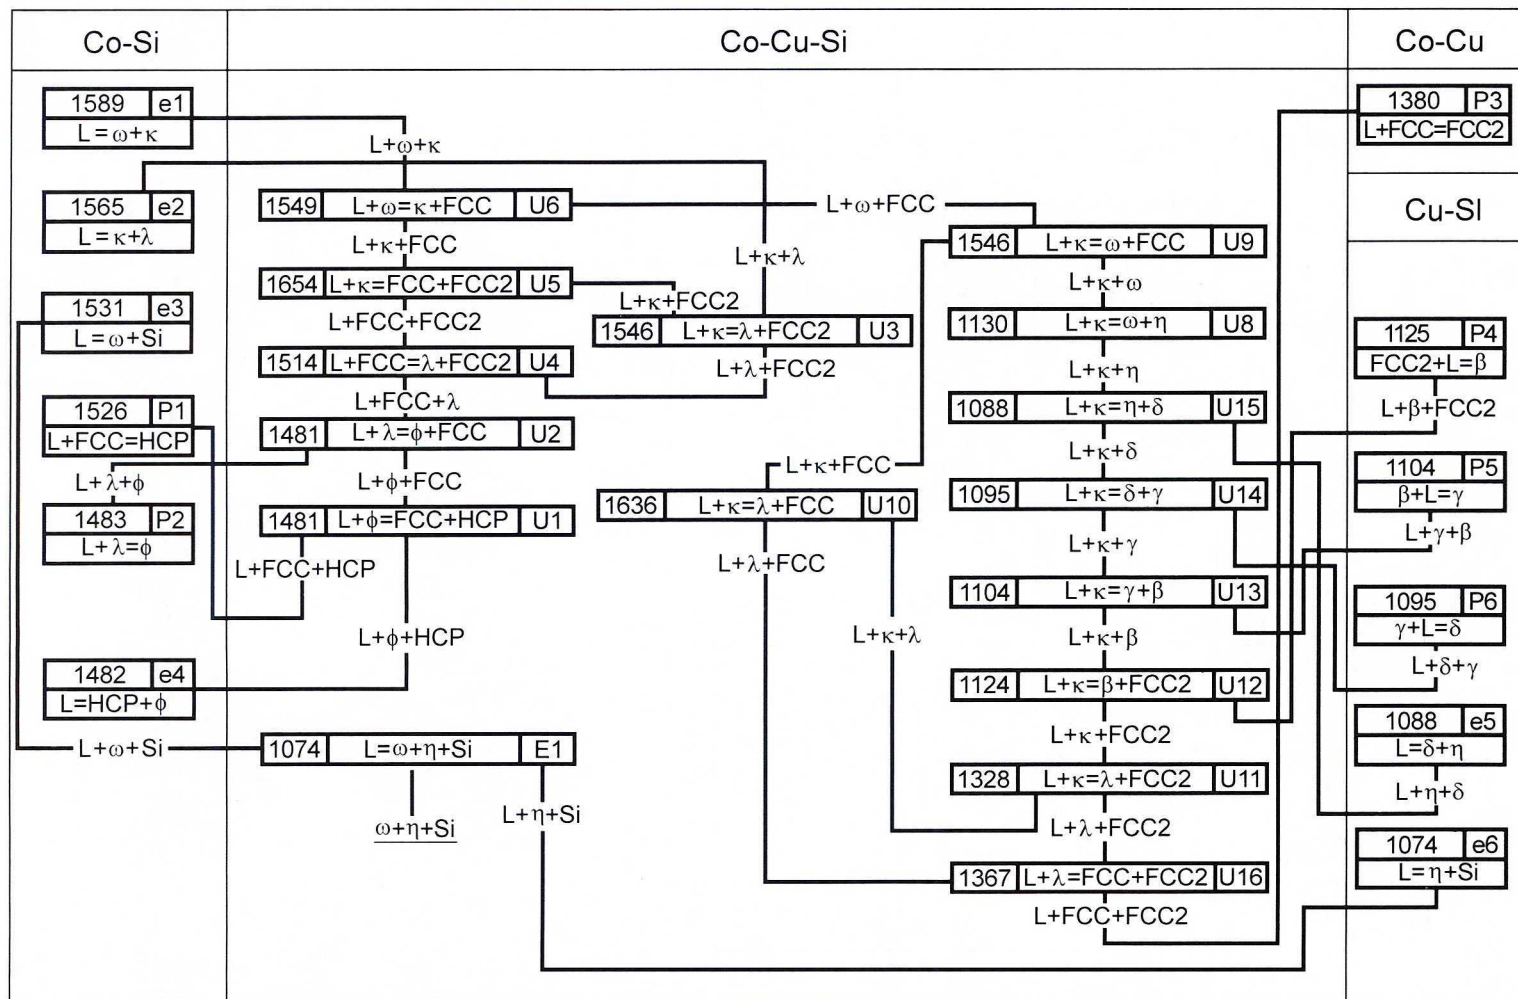 Co-Si
Co-Cu-Si
Co-Cu
1589 e1
L=ω+κ
1565 e2
L=κ+λ
1531 e3
L=ω+Si
1526 P1
L+FCC=HCP
L+λ+ϕ
1483 P2
L+λ=ϕ
1482 e4
L=HCP+ϕ
L+ω+Si
L+ω+κ
1549 L+ω=κ+FCC U6
L+κ+FCC
1654 L+κ=FCC+FCC2 U5
L+FCC+FCC2
1514 L+FCC=λ+FCC2 U4
L+FCC+λ
1481 L+λ=ϕ+FCC U2
L+ϕ+FCC
1481 L+ϕ=FCC+HCP U1
L+FCC+HCP
L+ϕ+HCP
1074 L=ω+η+Si E1
ω+η+Si
L+η+Si
L+κ+λ
L+κ+FCC2
1546 L+κ=λ+FCC2 U3
L+λ+FCC2
L+κ+FCC
1636 L+κ=λ+FCC U10
L+λ+FCC
L+κ+λ
L+ω+FCC
1546 L+κ=ω+FCC U9
L+κ+ω
1130 L+κ=ω+η U8
L+κ+η
1088 L+κ=η+δ U15
L+κ+δ
1095 L+κ=δ+γ U14
L+κ+γ
1104 L+κ=γ+β U13
L+κ+β
1124 L+κ=β+FCC2 U12
L+κ+FCC2
1328 L+κ=λ+FCC2 U11
L+λ+FCC2
1367 L+λ=FCC+FCC2 U16
L+FCC+FCC2
1380 P3
L+FCC=FCC2
Cu-Sl
1125 P4
FCC2+L=β
L+β+FCC2
1104 P5
β+L=γ
L+γ+β
1095 P6
γ+L=δ
L+δ+γ
1088 e5
L=δ+η
L+η+δ
1074 e6
L=η+Si